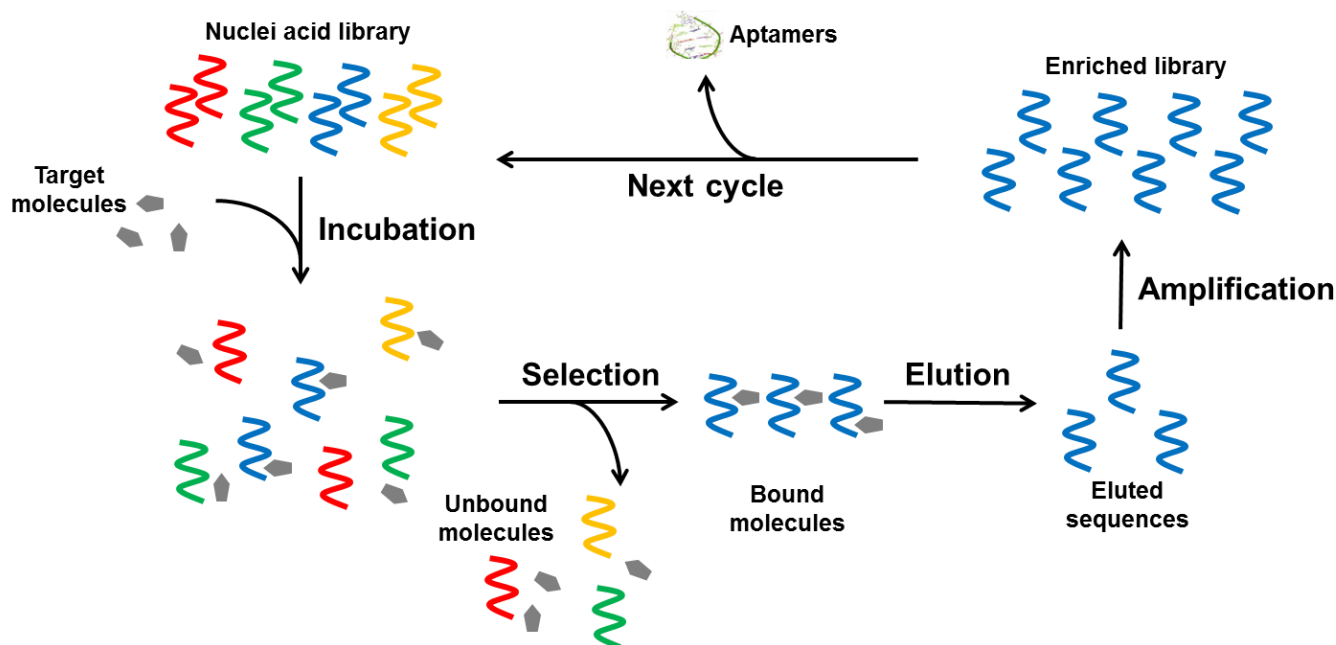 Nuclei acid library
Aptamers
Enriched library
Target
molecules
Next cycle
Incubation
Amplification
Selection
Elution
Unbound
molecules
Bound
molecules
Eluted
sequences